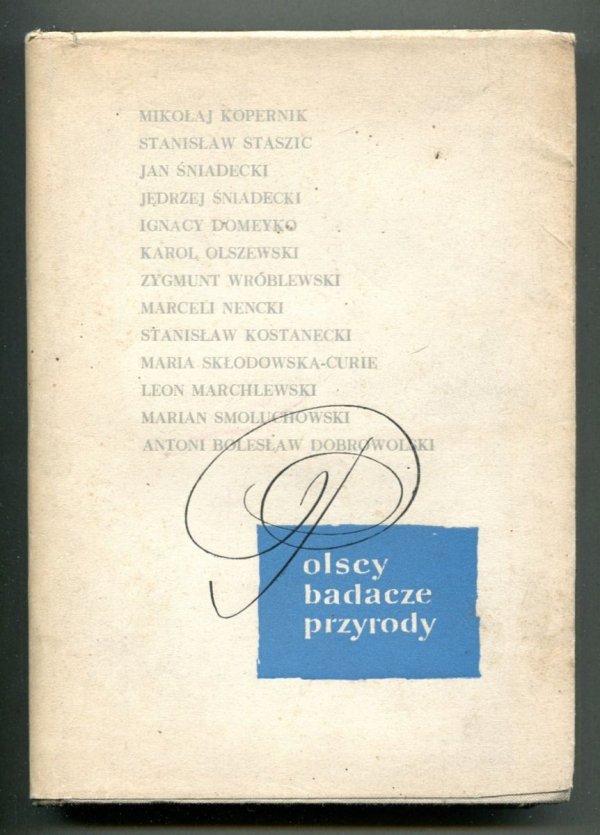 MIKOŁAJ KOPERNIK
STANISŁAW STASZIC
JAN ŚNIADECKI
JĘDRZEJ ŚNIADECKI
IGNACY DOMEYKO
KAROL OLSZEWSKI
ZYGMUNT WRÓBLEWSKI
MARCELI NENCKI
STANISŁAW KOSTANECKI
MARIA SKŁODOWSKA-CURIE
LEON MARCHLEWSKI
MARIAN SMOLUCHOWSKI
ANTONI BOLESŁAW DOBROWOLSKI
Polscy
badacze
przyrody